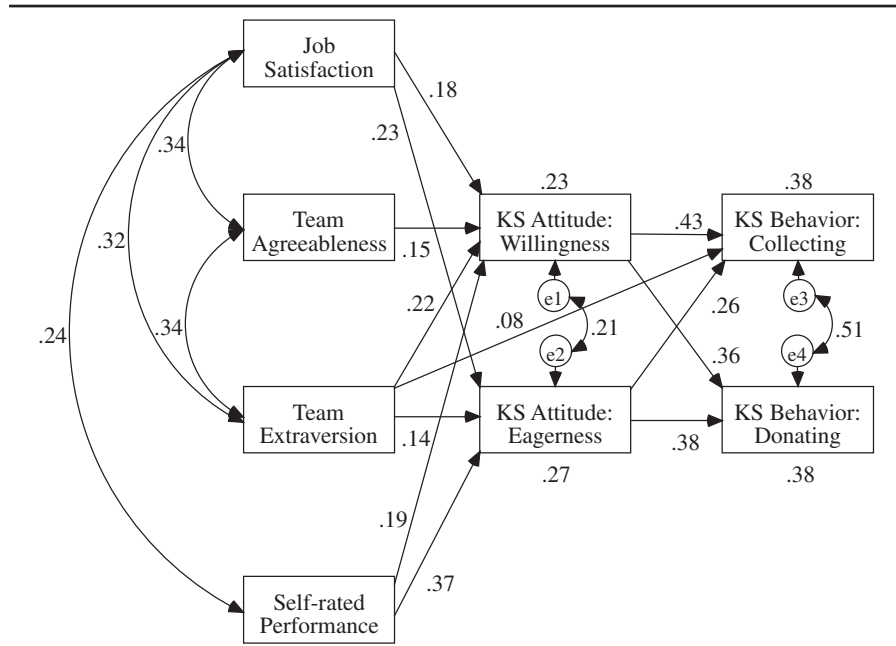 Job
Satisfaction
.18
.23
.34
Team
Agreeableness
.15
.32
.34
.24
.23
KS Attitude:
Willingness
.43
.38
KS Behavior:
Collecting
.22
.08
e1
.21
e2
.26
e3
.51
e4
.36
Team
Extraversion
.14
KS Attitude:
Eagerness
.27
.38
KS Behavior:
Donating
.38
.19
.37
Self-rated
Performance